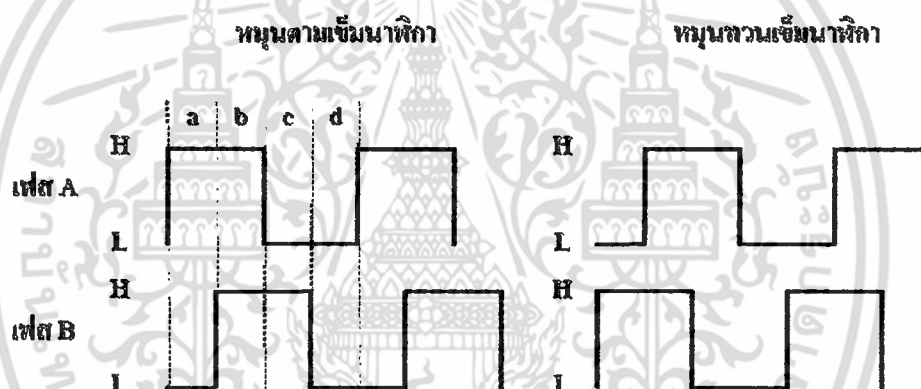 หมุนตามเข็มนาฬิกา หมุนทวนเข็มนาฬิกา
a b c d
H H
เฟส A
L L
H H
เฟส B
L L